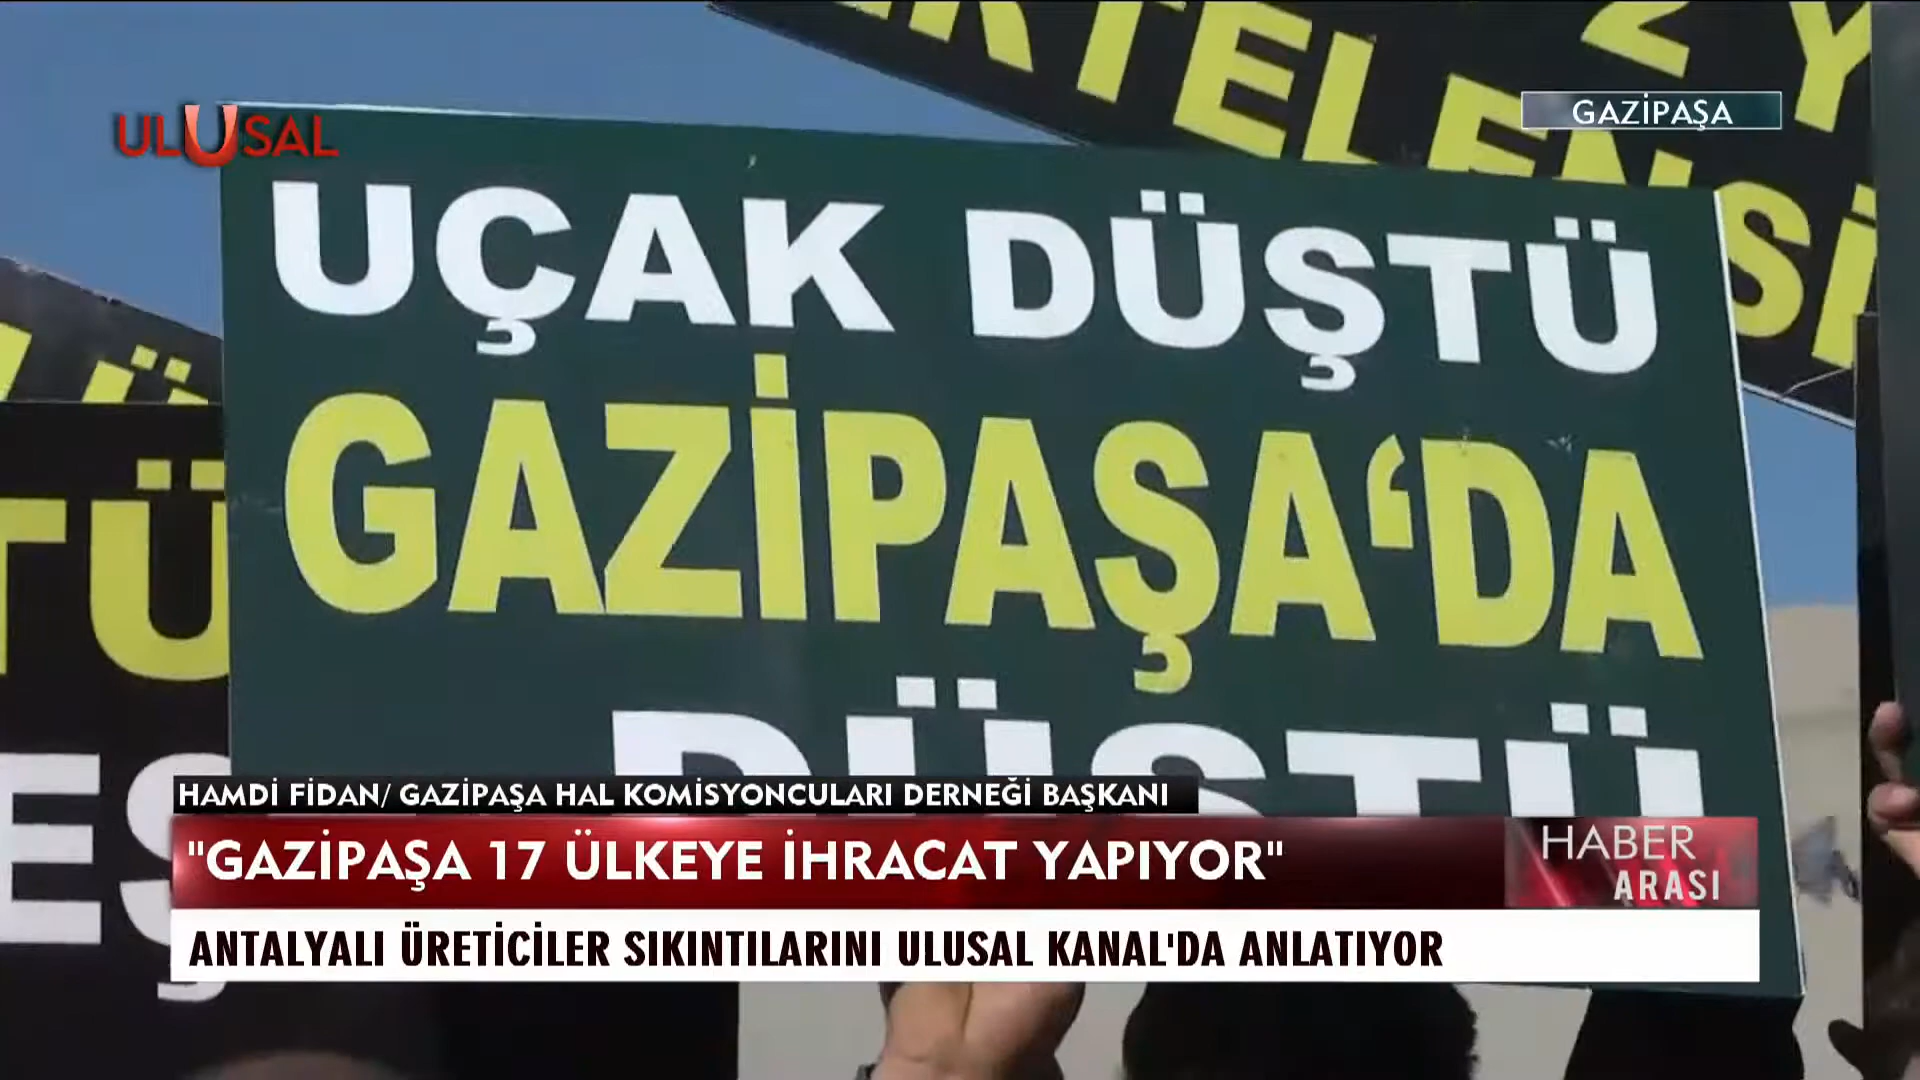 ULUSAL
GAZİPAŞA
UÇAK DÜŞTÜ
GAZİPAŞA‘DA
DÜŞTÜ
HAMDİ FİDAN/ GAZİPAŞA HAL KOMİSYONCULARI DERNEĞİ BAŞKANI
"GAZİPAŞA 17 ÜLKEYE İHRACAT YAPIYOR"
HABER
ARASI
ANTALYALI ÜRETİCİLER SIKINTILARINI ULUSAL KANAL'DA ANLATIYOR